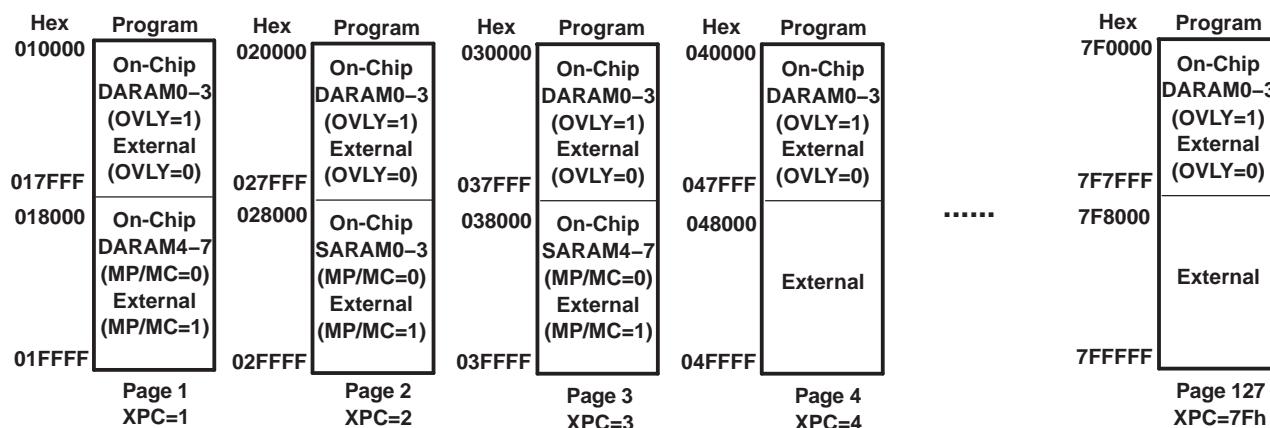 Hex Program
010000
On-Chip
DARAM0–3
(OVLY=1)
External
(OVLY=0)
017FFF
018000
On-Chip
DARAM4–7
(MP/MC=0)
External
(MP/MC=1)
01FFFF
Page 1
XPC=1
Hex Program
020000
On-Chip
DARAM0–3
(OVLY=1)
External
(OVLY=0)
027FFF
028000
On-Chip
SARAM0–3
(MP/MC=0)
External
(MP/MC=1)
02FFFF
Page 2
XPC=2
Hex Program
030000
On-Chip
DARAM0–3
(OVLY=1)
External
(OVLY=0)
037FFF
038000
On-Chip
SARAM4–7
(MP/MC=0)
External
(MP/MC=1)
03FFFF
Page 3
XPC=3
Hex Program
040000
On-Chip
DARAM0–3
(OVLY=1)
External
(OVLY=0)
047FFF
048000
External
04FFFF
Page 4
XPC=4
......
Hex Program
7F0000
On-Chip
DARAM0–3
(OVLY=1)
External
(OVLY=0)
7F7FFF
7F8000
External
7FFFFF
Page 127
XPC=7Fh